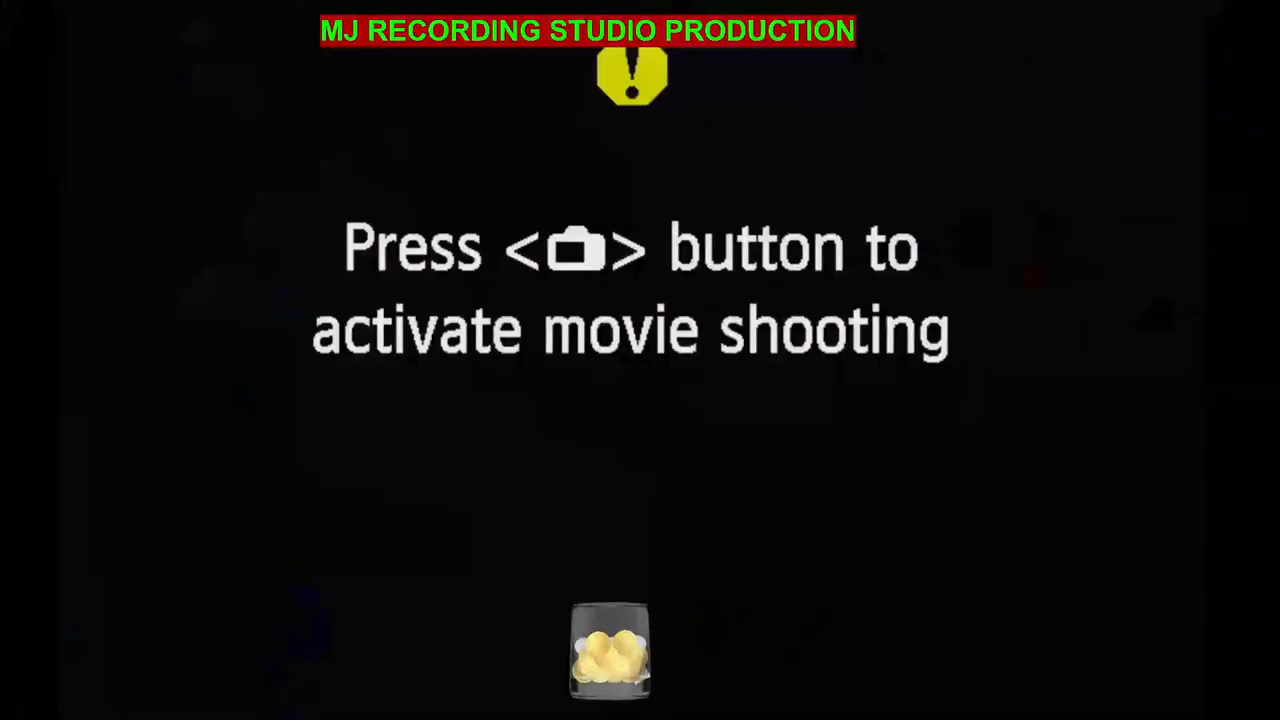 MJ RECORDING STUDIO PRODUCTION
!
Press <📷> button to
activate movie shooting